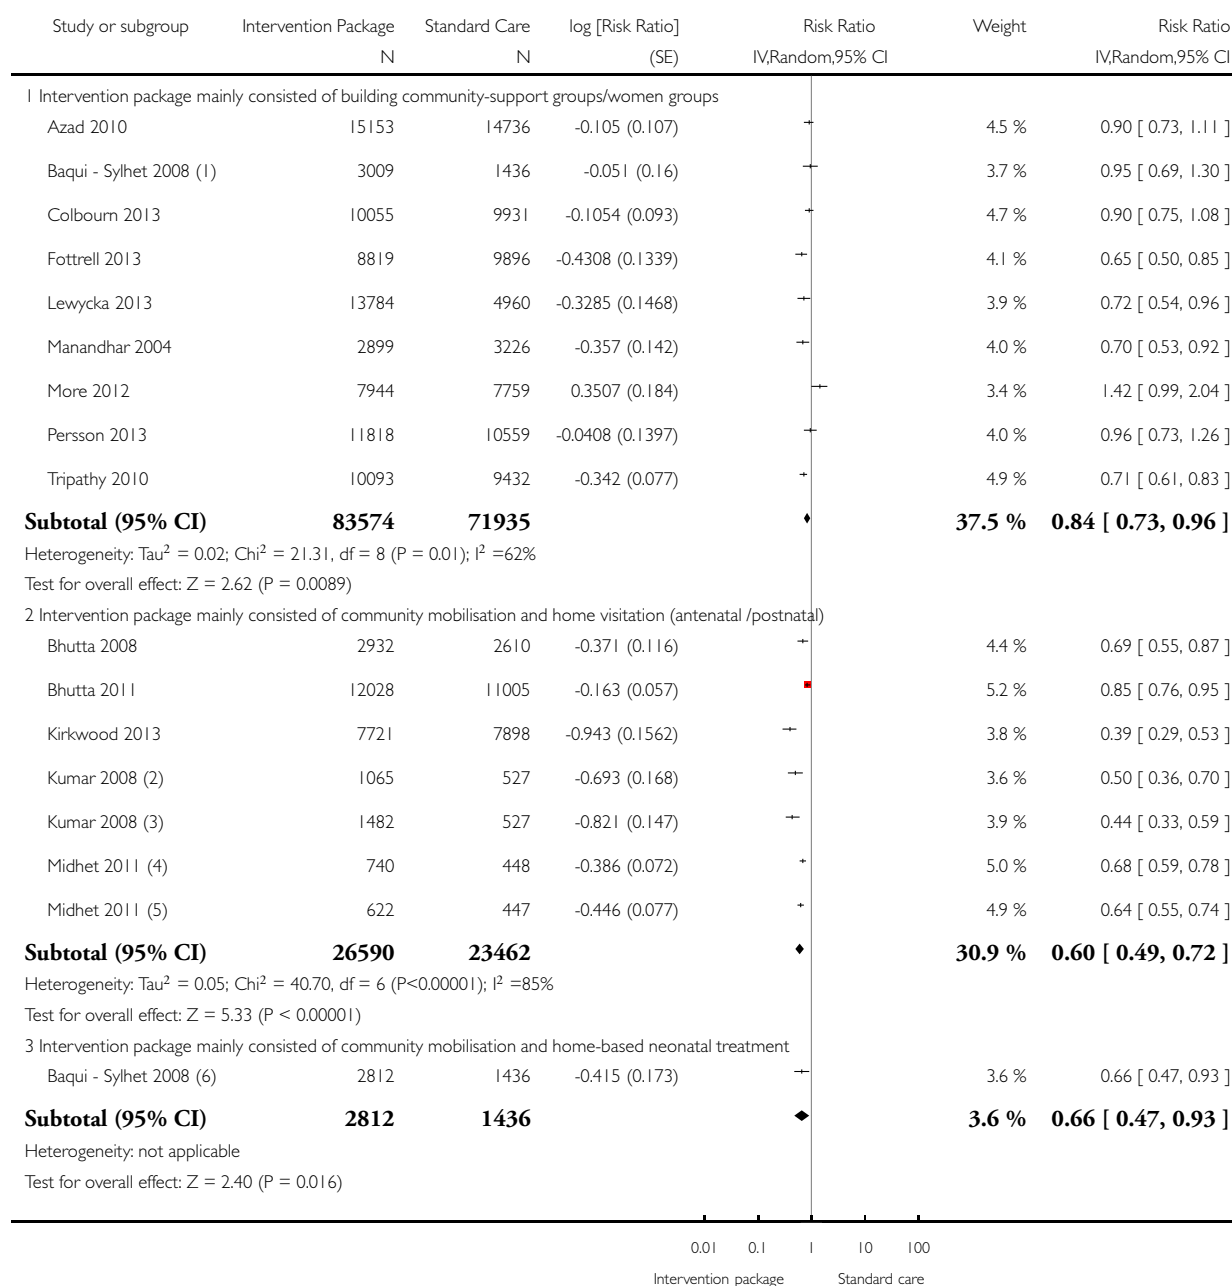 Study or subgroup Intervention Package Standard Care log [Risk Ratio] Risk Ratio Weight Risk Ratio
N N (SE) IV,Random,95% CI IV,Random,95% CI
1 Intervention package mainly consisted of building community-support groups/women groups
Azad 2010 15153 14736 -0.105 (0.107) 4.5 % 0.90 [ 0.73, 1.11 ]
Baqui - Sylhet 2008 (1) 3009 1436 -0.051 (0.16) 3.7 % 0.95 [ 0.69, 1.30 ]
Colbourn 2013 10055 9931 -0.1054 (0.093) 4.7 % 0.90 [ 0.75, 1.08 ]
Fottrell 2013 8819 9896 -0.4308 (0.1339) 4.1 % 0.65 [ 0.50, 0.85 ]
Lewycka 2013 13784 4960 -0.3285 (0.1468) 3.9 % 0.72 [ 0.54, 0.96 ]
Manandhar 2004 2899 3226 -0.357 (0.142) 4.0 % 0.70 [ 0.53, 0.92 ]
More 2012 7944 7759 0.3507 (0.184) 3.4 % 1.42 [ 0.99, 2.04 ]
Persson 2013 11818 10559 -0.0408 (0.1397) 4.0 % 0.96 [ 0.73, 1.26 ]
Tripathy 2010 10093 9432 -0.342 (0.077) 4.9 % 0.71 [ 0.61, 0.83 ]
Subtotal (95% CI) 83574 71935 37.5 % 0.84 [ 0.73, 0.96 ]
Heterogeneity: Tau² = 0.02; Chi² = 21.31, df = 8 (P = 0.01); I² =62%
Test for overall effect: Z = 2.62 (P = 0.0089)
2 Intervention package mainly consisted of community mobilisation and home visitation (antenatal /postnatal)
Bhutta 2008 2932 2610 -0.371 (0.116) 4.4 % 0.69 [ 0.55, 0.87 ]
Bhutta 2011 12028 11005 -0.163 (0.057) 5.2 % 0.85 [ 0.76, 0.95 ]
Kirkwood 2013 7721 7898 -0.943 (0.1562) 3.8 % 0.39 [ 0.29, 0.53 ]
Kumar 2008 (2) 1065 527 -0.693 (0.168) 3.6 % 0.50 [ 0.36, 0.70 ]
Kumar 2008 (3) 1482 527 -0.821 (0.147) 3.9 % 0.44 [ 0.33, 0.59 ]
Midhet 2011 (4) 740 448 -0.386 (0.072) 5.0 % 0.68 [ 0.59, 0.78 ]
Midhet 2011 (5) 622 447 -0.446 (0.077) 4.9 % 0.64 [ 0.55, 0.74 ]
Subtotal (95% CI) 26590 23462 30.9 % 0.60 [ 0.49, 0.72 ]
Heterogeneity: Tau² = 0.05; Chi² = 40.70, df = 6 (P<0.00001); I² =85%
Test for overall effect: Z = 5.33 (P < 0.00001)
3 Intervention package mainly consisted of community mobilisation and home-based neonatal treatment
Baqui - Sylhet 2008 (6) 2812 1436 -0.415 (0.173) 3.6 % 0.66 [ 0.47, 0.93 ]
Subtotal (95% CI) 2812 1436 3.6 % 0.66 [ 0.47, 0.93 ]
Heterogeneity: not applicable
Test for overall effect: Z = 2.40 (P = 0.016)
0.01 0.1 1 10 100
Intervention package Standard care